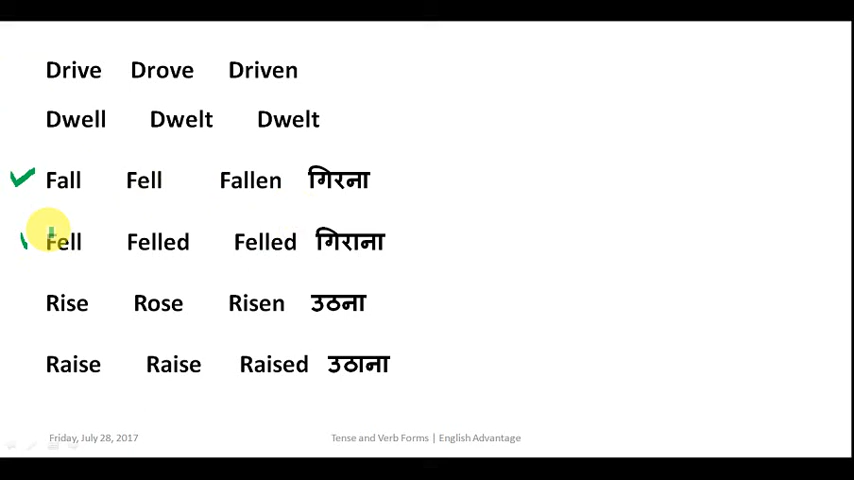 Drive Drove Driven
Dwell Dwelt Dwelt
Fall Fell Fallen गिरना
Fell Felled Felled गिराना
Rise Rose Risen उठना
Raise Raise Raised उठाना
Friday, July 28, 2017 Tense and Verb Forms | English Advantage